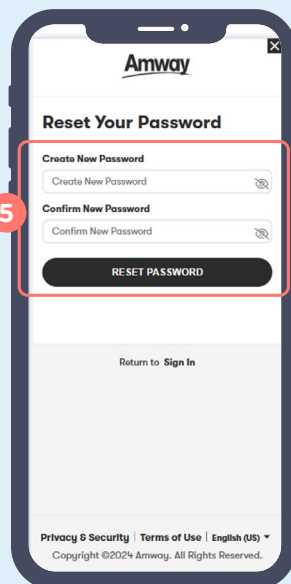 Amway
Reset Your Password
Create New Password
Create New Password
5
Confirm New Password
Confirm New Password
RESET PASSWORD
Return to Sign In
Privacy & Security | Terms of Use | English (US)
Copyright ©2024 Amway. All Rights Reserved.